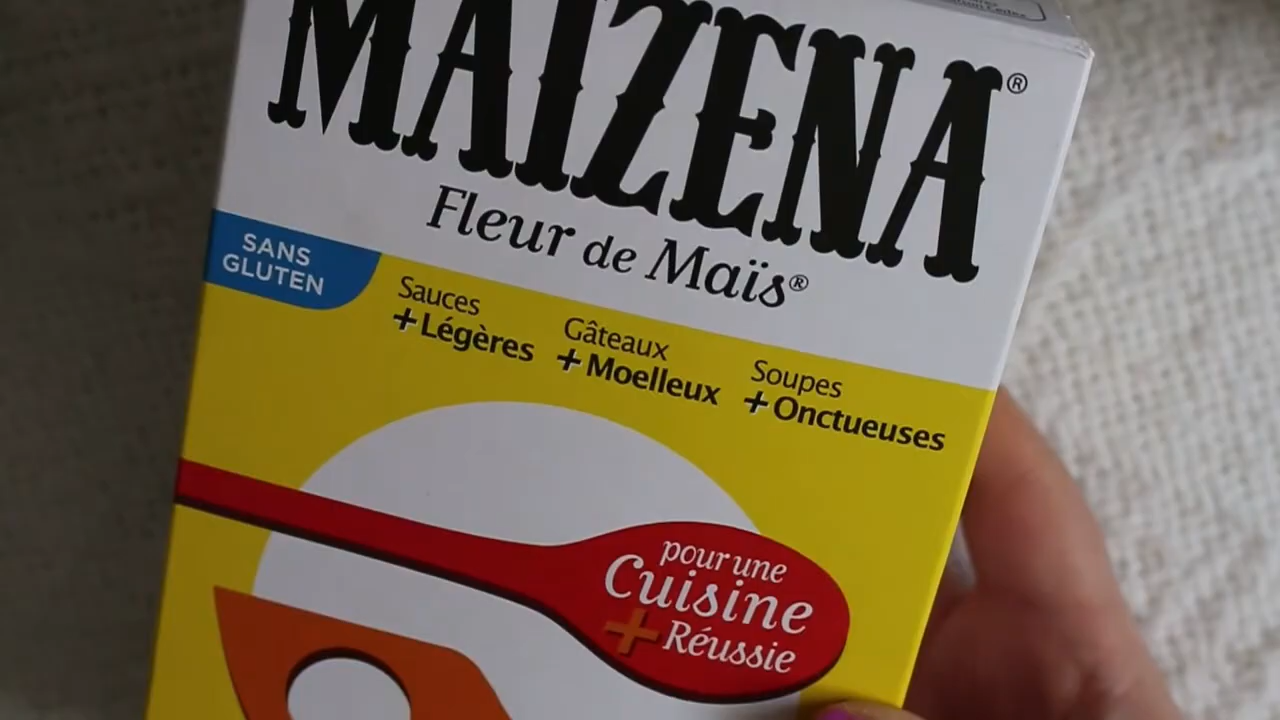 MAIZENA®
Fleur de Maïs®
SANS
GLUTEN
Sauces
+Légères
Gâteaux
+Moelleux
Soupes
+Onctueuses
pour une
Cuisine
+Réussie